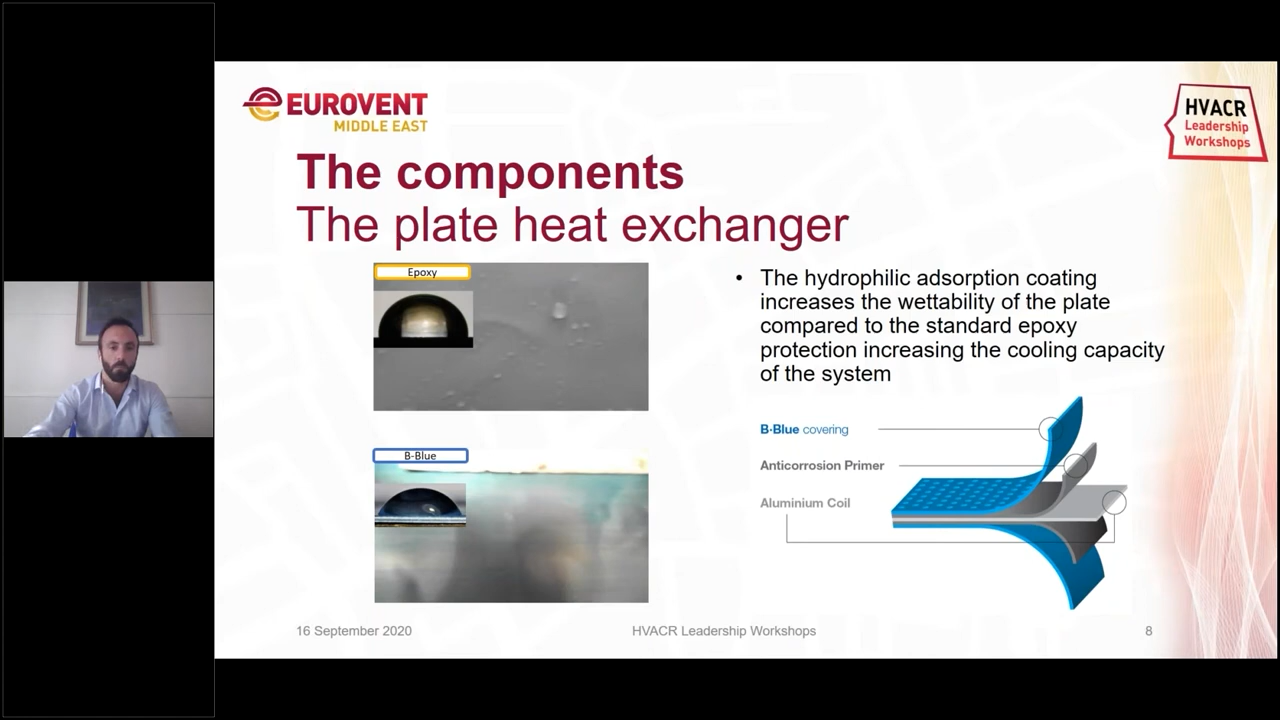 EUROVENT
MIDDLE EAST
HVACR
Leadership
Workshops
The components
The plate heat exchanger
Epoxy
B-Blue
• The hydrophilic adsorption coating
increases the wettability of the plate
compared to the standard epoxy
protection increasing the cooling capacity
of the system
B·Blue covering
Anticorrosion Primer
Aluminium Coil
16 September 2020
HVACR Leadership Workshops
8